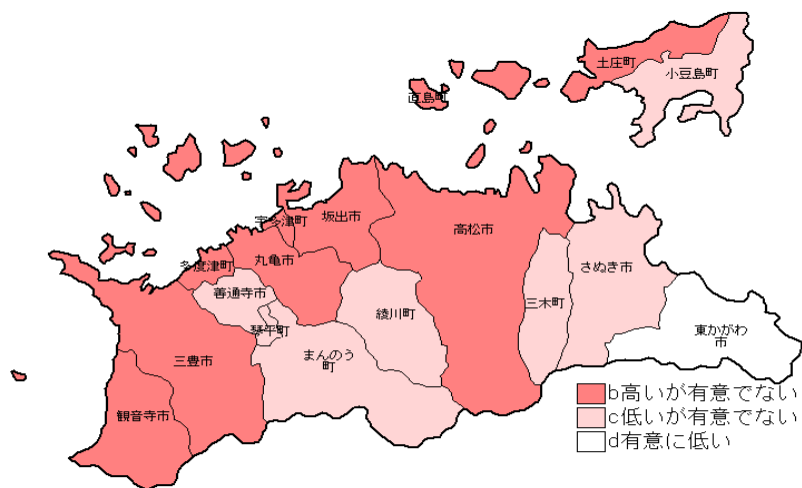 土庄町
小豆島町
直島町
宇多津町
坂出市
高松市
多度津町
丸亀市
さぬき市
善通寺市
綾川町
三木町
琴平町
東かがわ
市
三豊市
まんのう
町
観音寺市
b高いが有意でない
c低いが有意でない
d有意に低い